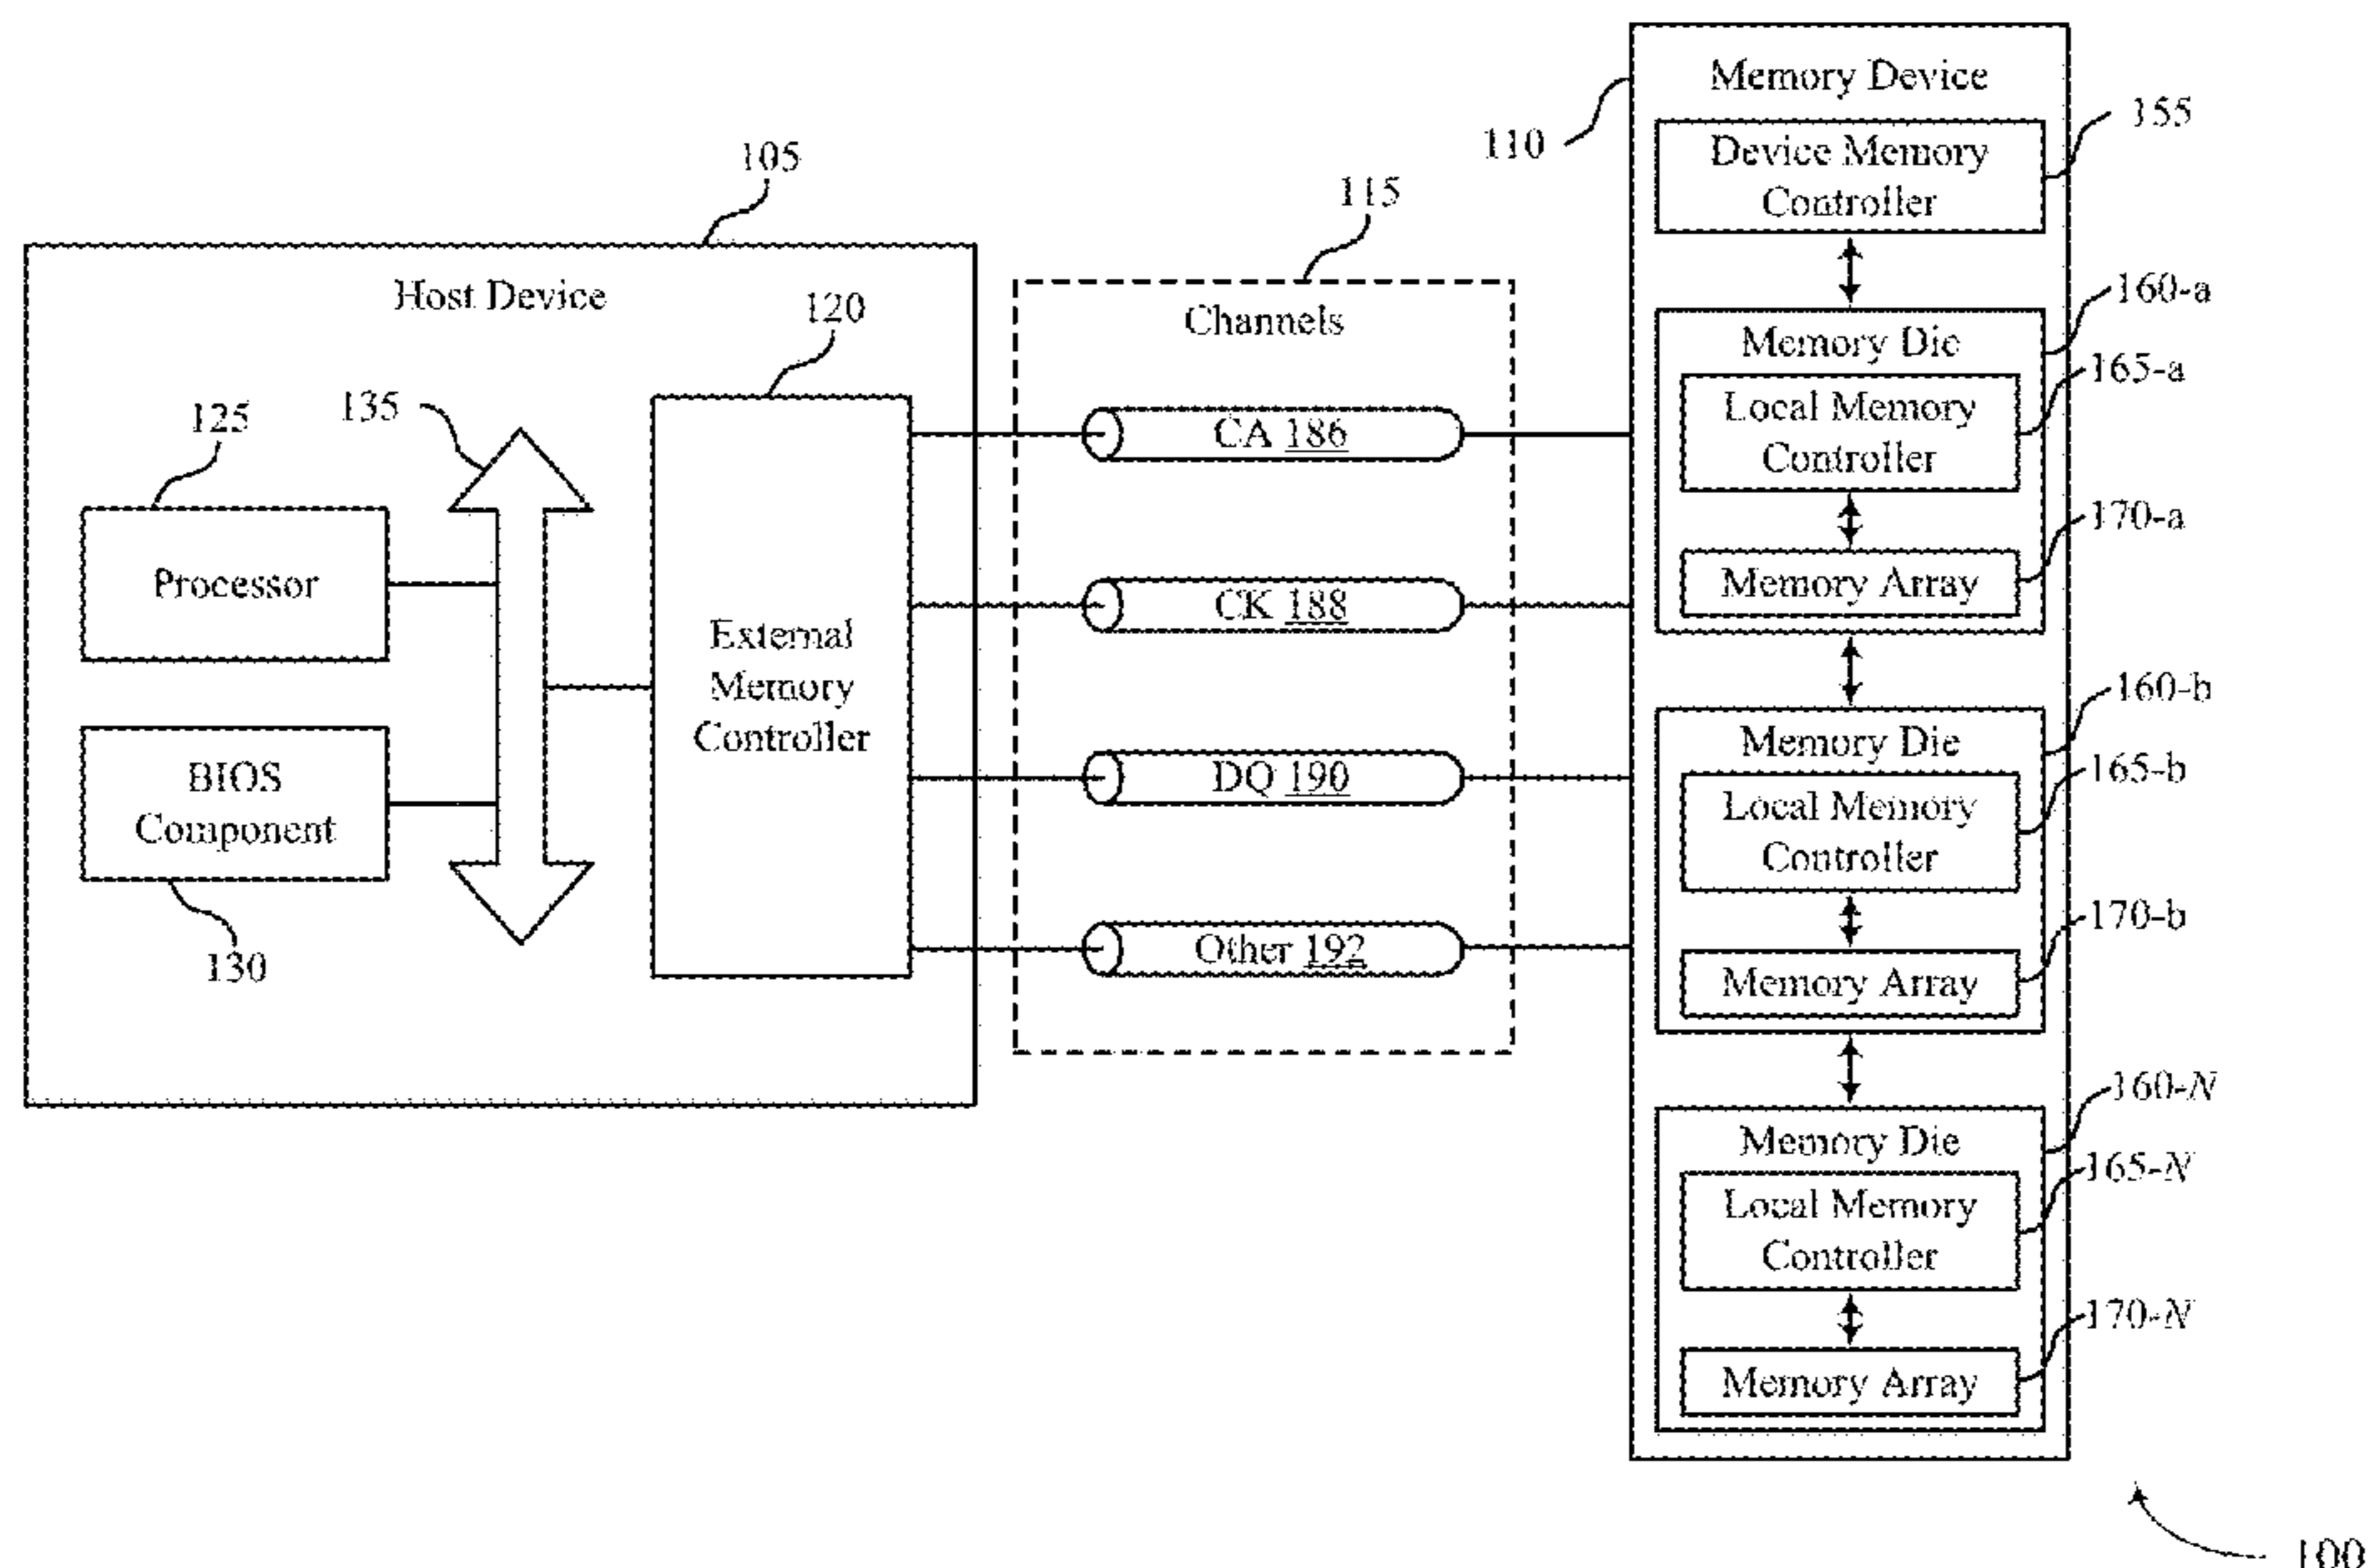 105
Host Device
120
135
125
Processor
External
Memory
Controller
BIOS
Component
130
115
Channels
CA 186
CK 188
DQ 190
Other 192
110
Memory Device
155
Device Memory
Controller
160-a
Memory Die
165-a
Local Memory
Controller
170-a
Memory Array
160-b
Memory Die
165-b
Local Memory
Controller
170-b
Memory Array
160-N
Memory Die
165-N
Local Memory
Controller
170-N
Memory Array
100